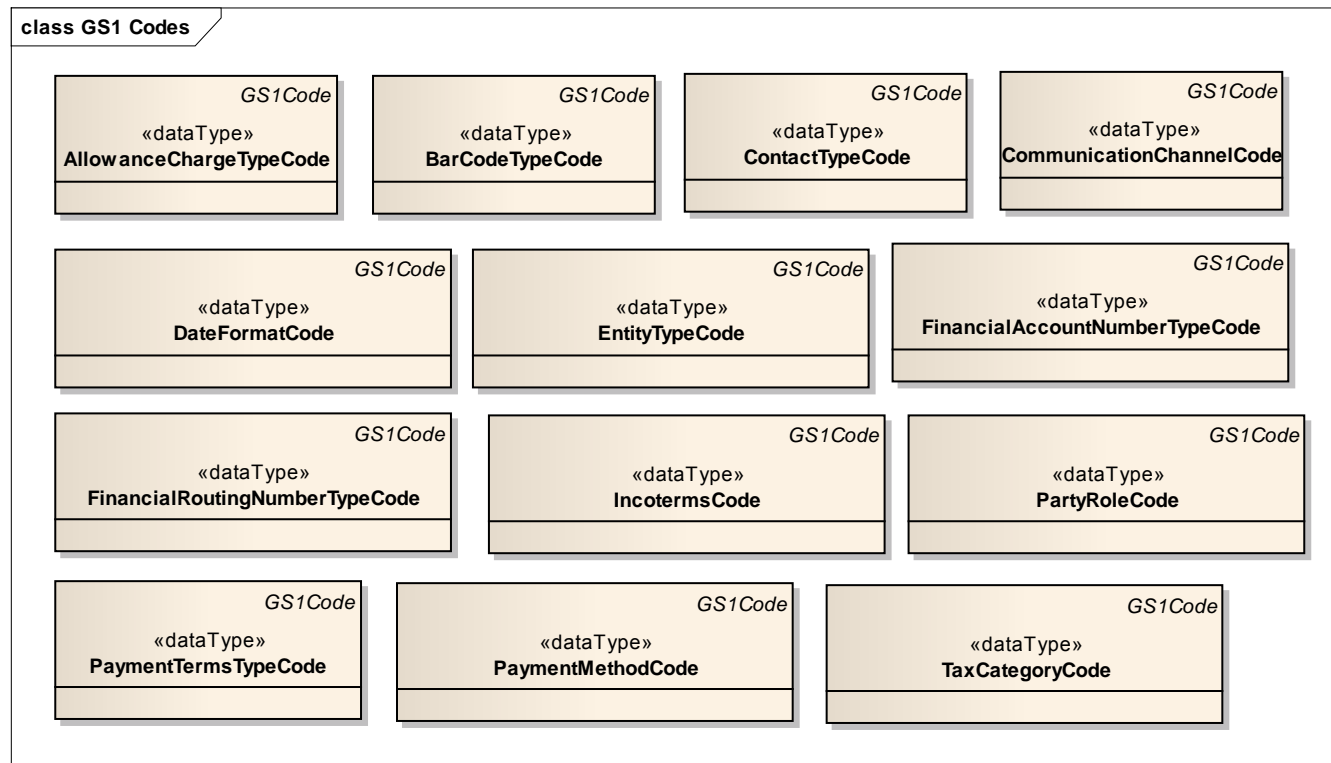 class GS1 Codes
GS1Code
«dataType»
AllowanceChargeTypeCode
GS1Code
«dataType»
BarCodeTypeCode
GS1Code
«dataType»
ContactTypeCode
GS1Code
«dataType»
CommunicationChannelCode
GS1Code
«dataType»
DateFormatCode
GS1Code
«dataType»
EntityTypeCode
GS1Code
«dataType»
FinancialAccountNumberTypeCode
GS1Code
«dataType»
FinancialRoutingNumberTypeCode
GS1Code
«dataType»
IncotermsCode
GS1Code
«dataType»
PartyRoleCode
GS1Code
«dataType»
PaymentTermsTypeCode
GS1Code
«dataType»
PaymentMethodCode
GS1Code
«dataType»
TaxCategoryCode